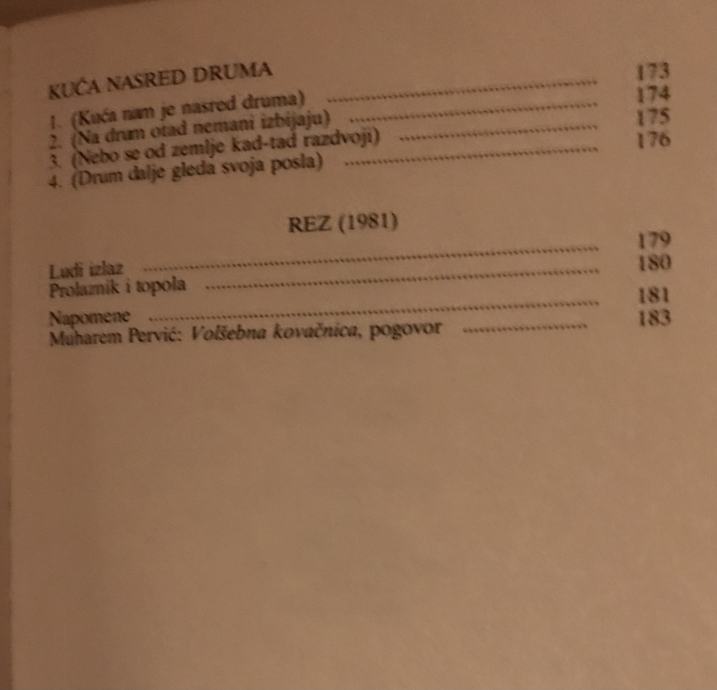 KUĆA NASRED DRUMA
1. (Kuća nam je nasred druma) ........................ 173
2. (Na drum otad nemani izbijaju) ........................ 174
3. (Nebo se od zemlje kad-tad razdvoji) ........................ 175
4. (Drum dalje gleda svoja posla) ........................ 176
REZ (1981)
Ludi izlaz ........................ 179
Prolaznik i topola ........................ 180
Napomene ........................ 181
Muharem Pervić: Volšebna kovačnica, pogovor ........................ 183